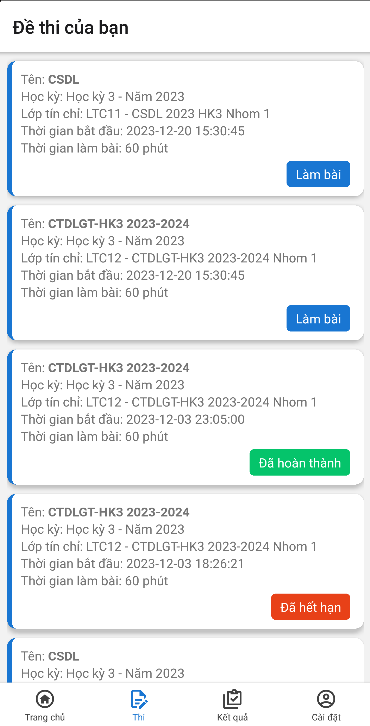 Đề thi của bạn
Tên: CSDL
Học kỳ: Học kỳ 3 - Năm 2023
Lớp tín chỉ: LTC11 - CSDL 2023 HK3 Nhom 1
Thời gian bắt đầu: 2023-12-20 15:30:45
Thời gian làm bài: 60 phút
Làm bài
Tên: CTDLGT-HK3 2023-2024
Học kỳ: Học kỳ 3 - Năm 2023
Lớp tín chỉ: LTC12 - CTDLGT-HK3 2023-2024 Nhom 1
Thời gian bắt đầu: 2023-12-20 15:30:45
Thời gian làm bài: 60 phút
Làm bài
Tên: CTDLGT-HK3 2023-2024
Học kỳ: Học kỳ 3 - Năm 2023
Lớp tín chỉ: LTC12 - CTDLGT-HK3 2023-2024 Nhom 1
Thời gian bắt đầu: 2023-12-03 23:05:00
Thời gian làm bài: 60 phút
Đã hoàn thành
Tên: CTDLGT-HK3 2023-2024
Học kỳ: Học kỳ 3 - Năm 2023
Lớp tín chỉ: LTC12 - CTDLGT-HK3 2023-2024 Nhom 1
Thời gian bắt đầu: 2023-12-03 18:26:21
Thời gian làm bài: 60 phút
Đã hết hạn
Tên: CSDL
Học kỳ: Học kỳ 3 - Năm 2023
Trang chủ
Thi
Kết quả
Cài đặt